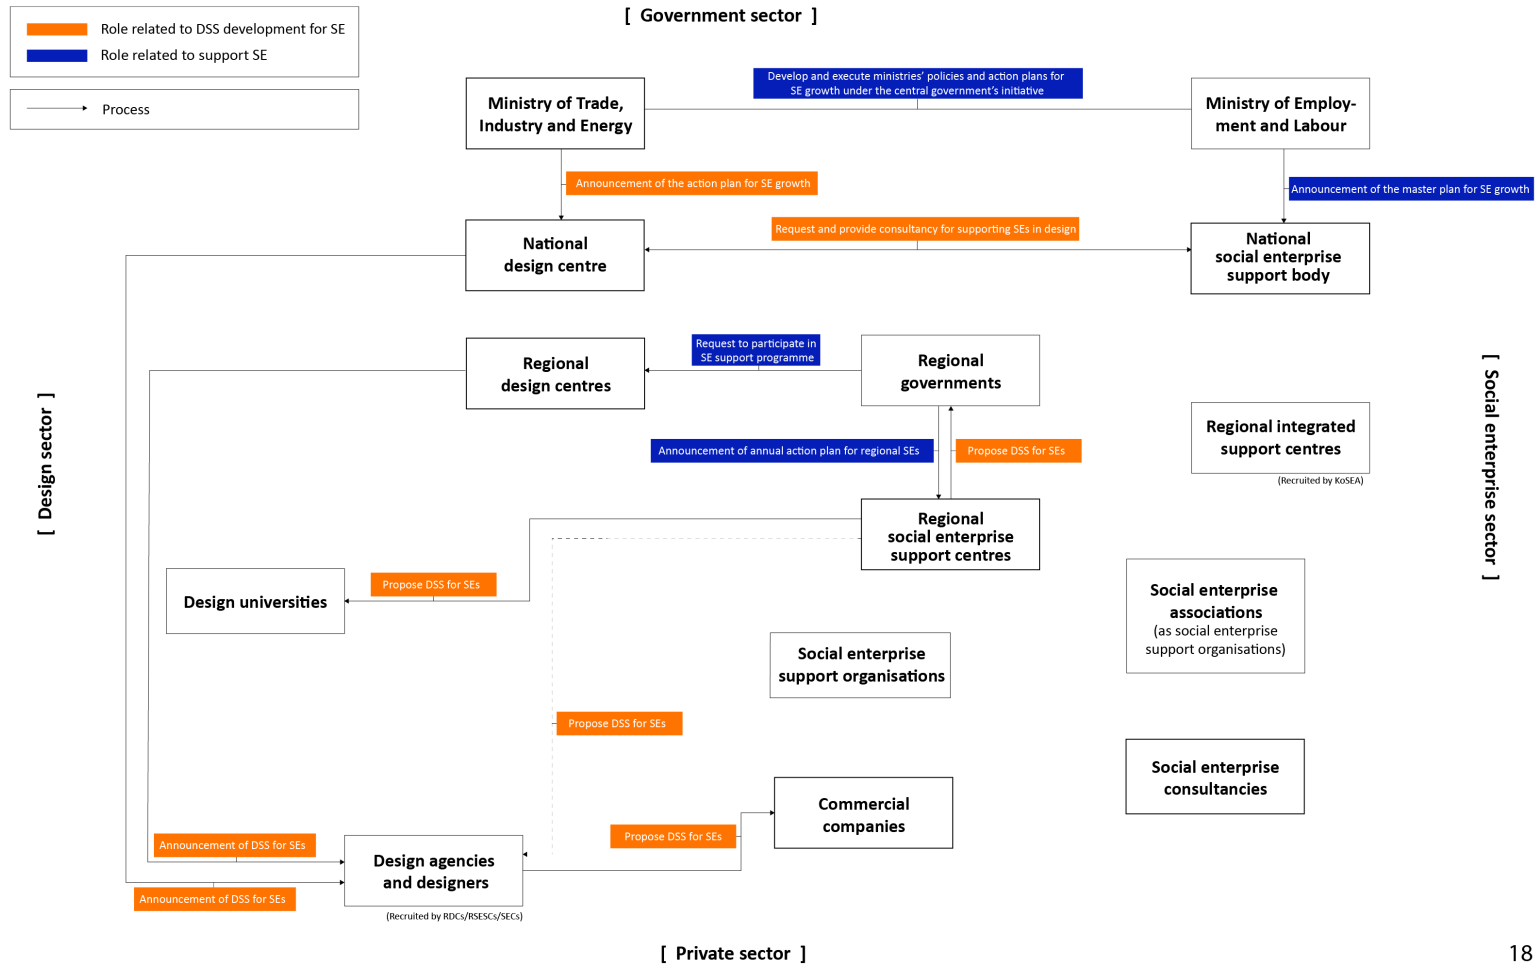 [ Government sector ]
Role related to DSS development for SE
Role related to support SE
Process
Develop and execute ministries' policies and action plans for
SE growth under the central government's initiative
Ministry of Trade,
Industry and Energy
Ministry of Employ-
ment and Labour
Announcement of the action plan for SE growth
Announcement of the master plan for SE growth
Request and provide consultancy for supporting SEs in design
National
design centre
National
social enterprise
support body
Request to participate in
SE support programme
Regional
design centres
Regional
governments
[ Design sector ]
[ Social enterprise sector ]
Regional integrated
support centres
(Recruited by KoSEA)
Announcement of annual action plan for regional SEs
Propose DSS for SEs
Regional
social enterprise
support centres
Propose DSS for SEs
Design universities
Social enterprise
associations
(as social enterprise
support organisations)
Social enterprise
support organisations
Propose DSS for SEs
Social enterprise
consultancies
Commercial
companies
Propose DSS for SEs
Announcement of DSS for SEs
Design agencies
and designers
Announcement of DSS for SEs
(Recruited by RDCs/RSESCs/SECs)
[ Private sector ]
18